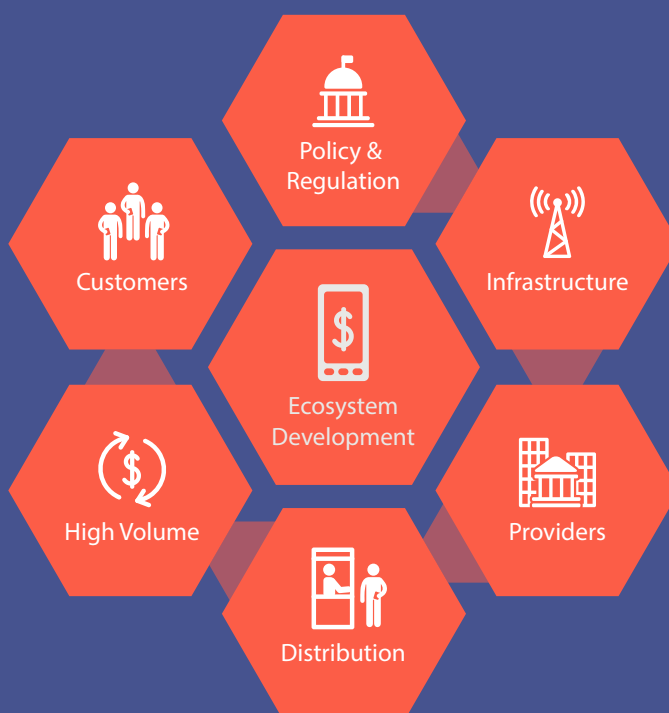 Policy &
Regulation
Customers
Infrastructure
Ecosystem
Development
High Volume
Providers
Distribution